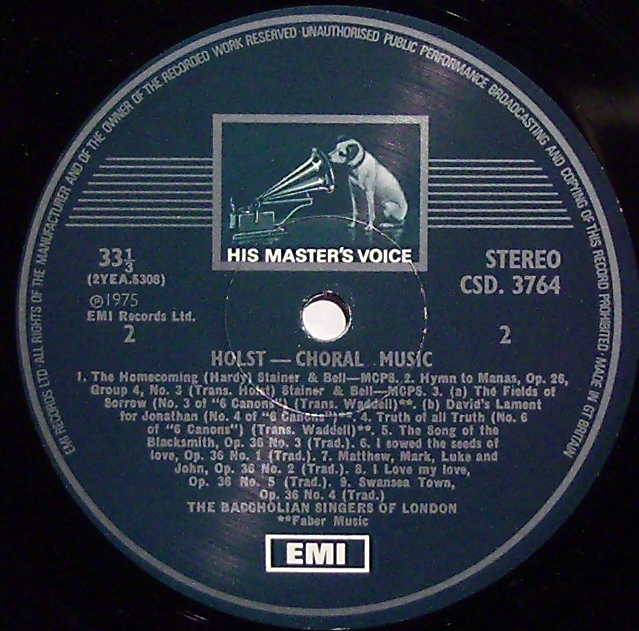 EMI RECORDS LTD·ALL RIGHTS OF THE MANUFACTURER AND OF THE OWNER OF THE RECORDED WORK RESERVED·UNAUTHORISED PUBLIC PERFORMANCE BROADCASTING AND COPYING OF THIS RECORD PROHIBITED·MADE IN GT BRITAIN
HIS MASTER'S VOICE
33⅓
(2YEA.5308)
℗1975
EMI Records Ltd.
2
STEREO
CSD. 3764
2
HOLST — CHORAL MUSIC
1. The Homecoming (Hardy) Stainer & Bell—MCPS. 2. Hymn to Manas, Op. 26,
Group 4, No. 3 (Trans. Holst) Stainer & Bell—MCPS. 3. (a) The Fields of
Sorrow (No. 3 of "6 Canons") (Trans. Waddell)**. (b) David's Lament
for Jonathan (No. 4 of "6 Canons")**. 4. Truth of all Truth (No. 6
of "6 Canons") (Trans. Waddell)**. 5. The Song of the
Blacksmith, Op. 36 No. 3 (Trad.). 6. I sowed the seeds of
love, Op. 36 No. 1 (Trad.). 7. Matthew, Mark, Luke and
John, Op. 36 No. 2 (Trad.). 8. I Love my love,
Op. 36 No. 5 (Trad.). 9. Swansea Town,
Op. 36 No. 4 (Trad.)
THE BACCHOLIAN SINGERS OF LONDON
**Faber Music
EMI